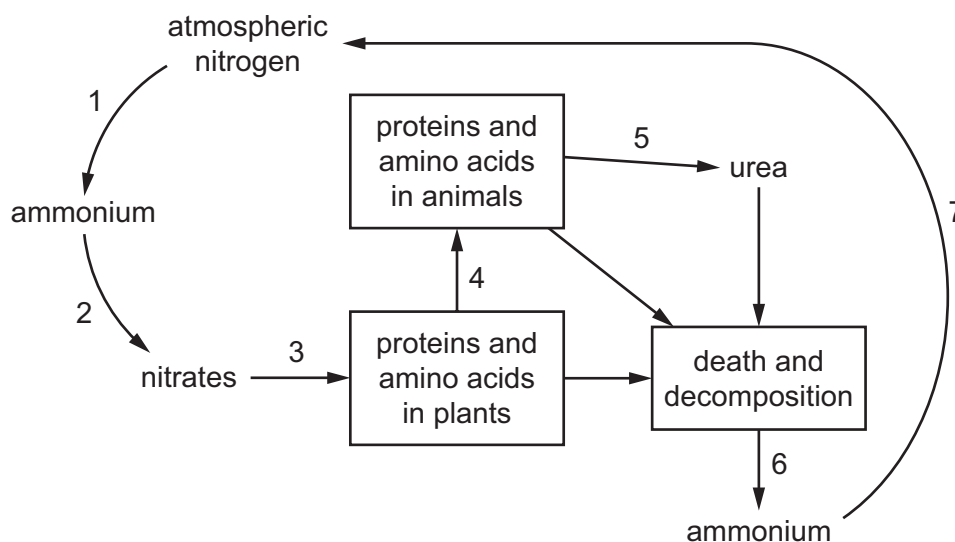 atmospheric
nitrogen
1
proteins and
amino acids
in animals
5
urea
ammonium
7
2
4
nitrates
3
proteins and
amino acids
in plants
death and
decomposition
6
ammonium